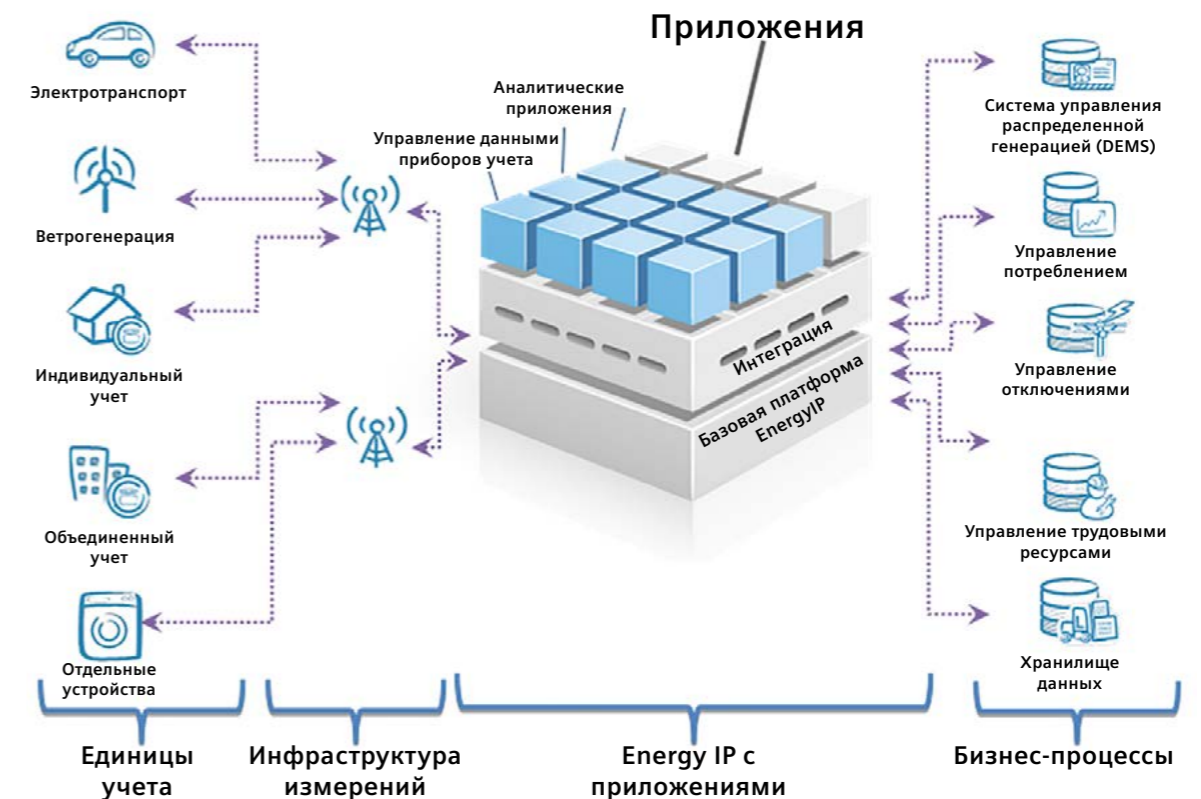 Приложения
Аналитические
приложения
Управление данными
приборов учета
Электротранспорт
Ветрогенерация
Индивидуальный
учет
Объединенный
учет
Отдельные
устройства
Интеграция
Базовая платформа
EnergyIP
Система управления
распределенной
генерацией (DEMS)
Управление
потреблением
Управление
отключениями
Управление трудовыми
ресурсами
Хранилище
данных
Единицы
учета
Инфраструктура
измерений
Energy IP с
приложениями
Бизнес-процессы